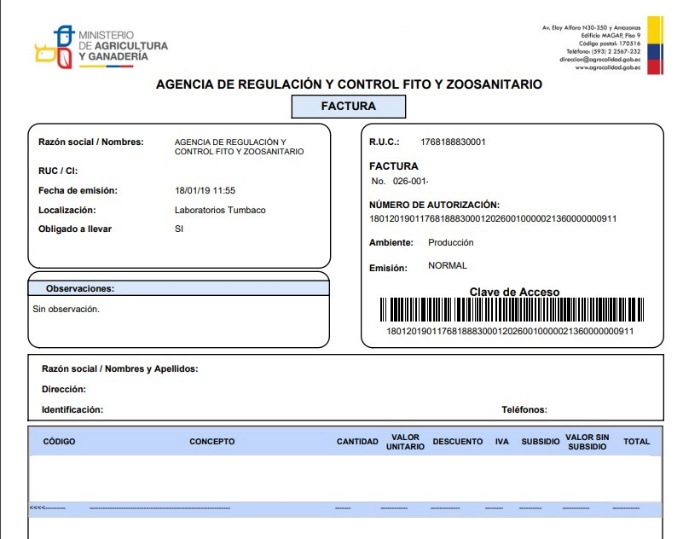 MINISTERIO
DE AGRICULTURA
Y GANADERÍA
Av. Eloy Alfaro N30-350 y Amazonas
Edificio MAGAP, Piso 9
Código postal: 170516
Teléfono: (593) 2 2567-232
direccion@agrocalidad.gob.ec
www.agrocalidad.gob.ec
AGENCIA DE REGULACIÓN Y CONTROL FITO Y ZOOSANITARIO
FACTURA
Razón social / Nombres: AGENCIA DE REGULACIÓN Y
CONTROL FITO Y ZOOSANITARIO
RUC / CI:
Fecha de emisión: 18/01/19 11:55
Localización: Laboratorios Tumbaco
Obligado a llevar SI
Observaciones:
Sin observación.
R.U.C.: 1768188830001
FACTURA
No. 026-001-
NÚMERO DE AUTORIZACIÓN:
1801201901176818883000120260010000021360000000911
Ambiente: Producción
Emisión: NORMAL
Clave de Acceso
1801201901176818883000120260010000021360000000911
Razón social / Nombres y Apellidos:
Dirección:
Identificación: Teléfonos:
CÓDIGO CONCEPTO CANTIDAD VALOR UNITARIO DESCUENTO IVA SUBSIDIO VALOR SIN SUBSIDIO TOTAL